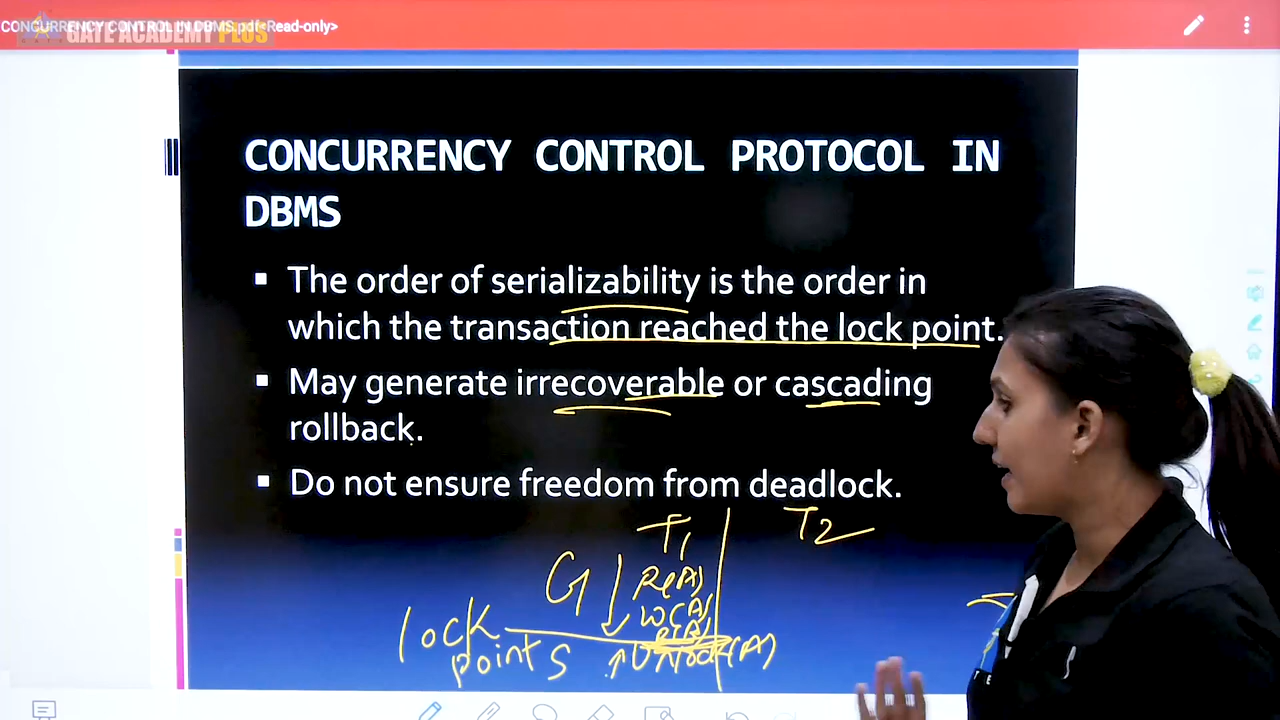 CONCURRENCY CONTROL IN DBMS.pdf<Read-only>
GATE ACADEMY PLUS
CONCURRENCY CONTROL PROTOCOL IN
DBMS
▪ The order of serializability is the order in
which the transaction reached the lock point.
▪ May generate irrecoverable or cascading
rollback.
▪ Do not ensure freedom from deadlock.
T1 T2
G ↓ R(A)
W(A)
lock
points ↑ Unlock(A)